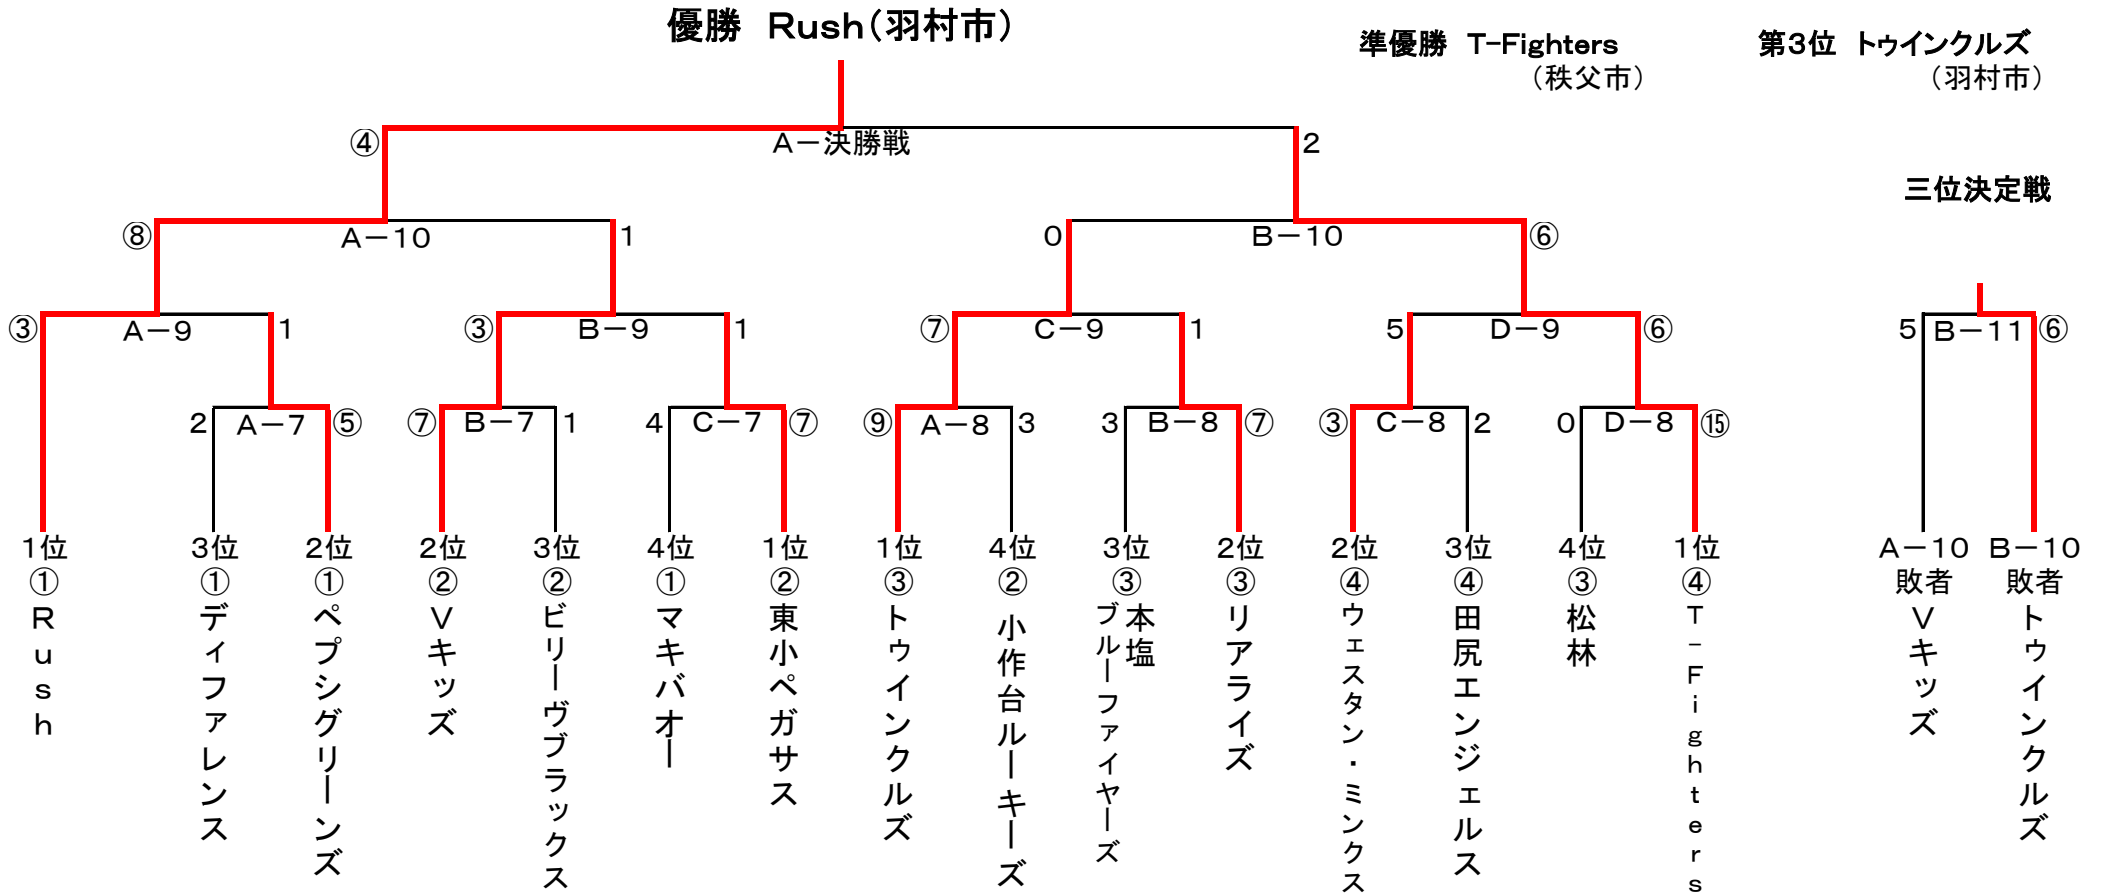 優勝 Rush(羽村市)
準優勝 T-Fighters
(秩父市)
第3位 トゥインクルズ
(羽村市)
④ A－決勝戦 2
三位決定戦
⑧ A－10 1
0 B－10 ⑥
③ A－9 1
③ B－9 1
⑦ C－9 1
5 D－9 ⑥
5 B－11 ⑥
2 A－7 ⑤
⑦ B－7 1
4 C－7 ⑦
⑨ A－8 3
3 B－8 ⑦
③ C－8 2
0 D－8 ⑮
1位
①
Rush
3位
①
ディファレンス
2位
①
ペプシグリーンズ
2位
②
Vキッズ
3位
②
ビリーヴブラックス
4位
①
マキバオー
1位
②
東小ペガサス
1位
③
トゥインクルズ
4位
②
小作台ルーキーズ
3位
③
本塩
ブルーファイヤーズ
2位
③
リアライズ
2位
④
ウェスタン・ミンクス
3位
④
田尻エンジェルス
4位
③
松林
1位
④
T-Fighters
A－10
敗者
Vキッズ
B－10
敗者
トゥインクルズ